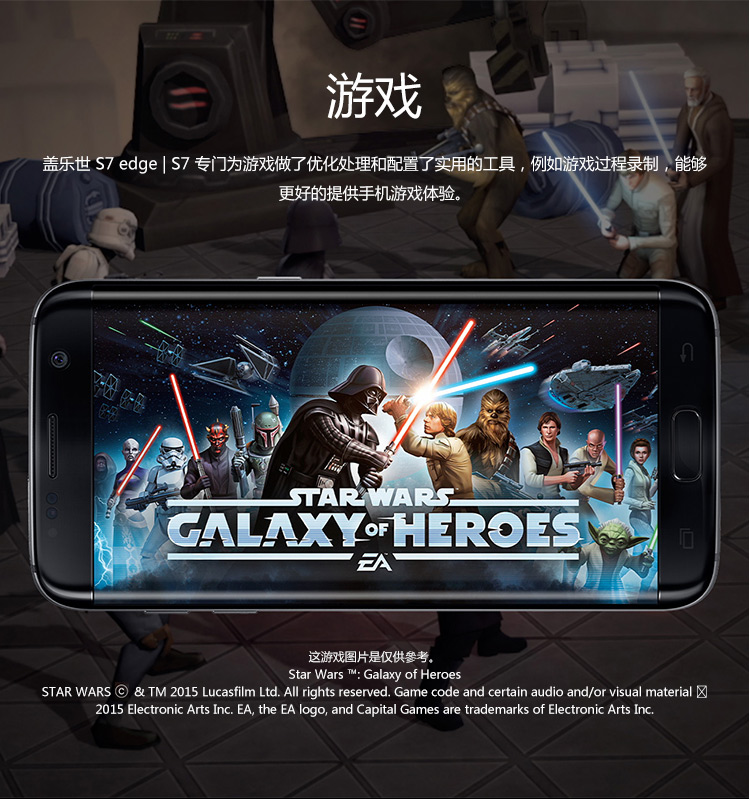 游戏
盖乐世 S7 edge | S7 专门为游戏做了优化处理和配置了实用的工具，例如游戏过程录制，能够
更好的提供手机游戏体验。
STAR WARS
GALAXY OF HEROES
EA
这游戏图片是仅供參考。
Star Wars ™: Galaxy of Heroes
STAR WARS ⓒ & TM 2015 Lucasfilm Ltd. All rights reserved. Game code and certain audio and/or visual material
2015 Electronic Arts Inc. EA, the EA logo, and Capital Games are trademarks of Electronic Arts Inc.